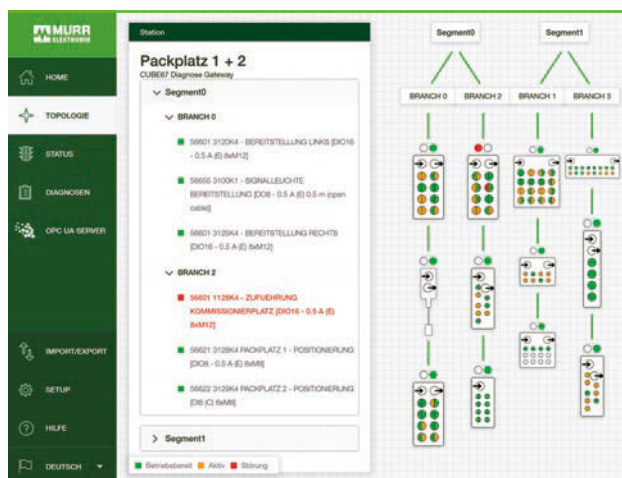 MURR
ELEKTRONIK
HOME
TOPOLOGIE
STATUS
DIAGNOSEN
OPC UA SERVER
IMPORT/EXPORT
SETUP
HILFE
DEUTSCH
Station
Packplatz 1 + 2
CUBE67 Diagnose Gateway
Segment0
BRANCH 0
56601 3120K4 - BEREITSTELLUNG LINKS [DIO16
- 0.5 A (E) 8xM12]
56655 3100K1 - SIGNALLEUCHTE
BEREITSTELLUNG [DO8 - 0.5 A (E) 0.5 m (open
cable)]
56601 3125K4 - BEREITSTELLUNG RECHTS
[DIO16 - 0.5 A (E) 8xM12]
BRANCH 2
56601 1128K4 - ZUFUEHRUNG
KOMMISSIONIERPLATZ [DIO16 - 0.5 A (E)
8xM12]
56621 3128K4 PACKPLATZ 1 - POSITIONIERUNG
[DIO8 - 0.5 A (E) 8xM8]
56622 3129K4 PACKPLATZ 2 - POSITIONIERUNG
[DI8 (C) 8xM8]
Segment1
Betriebsbereit Aktiv Störung
Segment0 Segment1
BRANCH 0 BRANCH 2 BRANCH 1 BRANCH 3